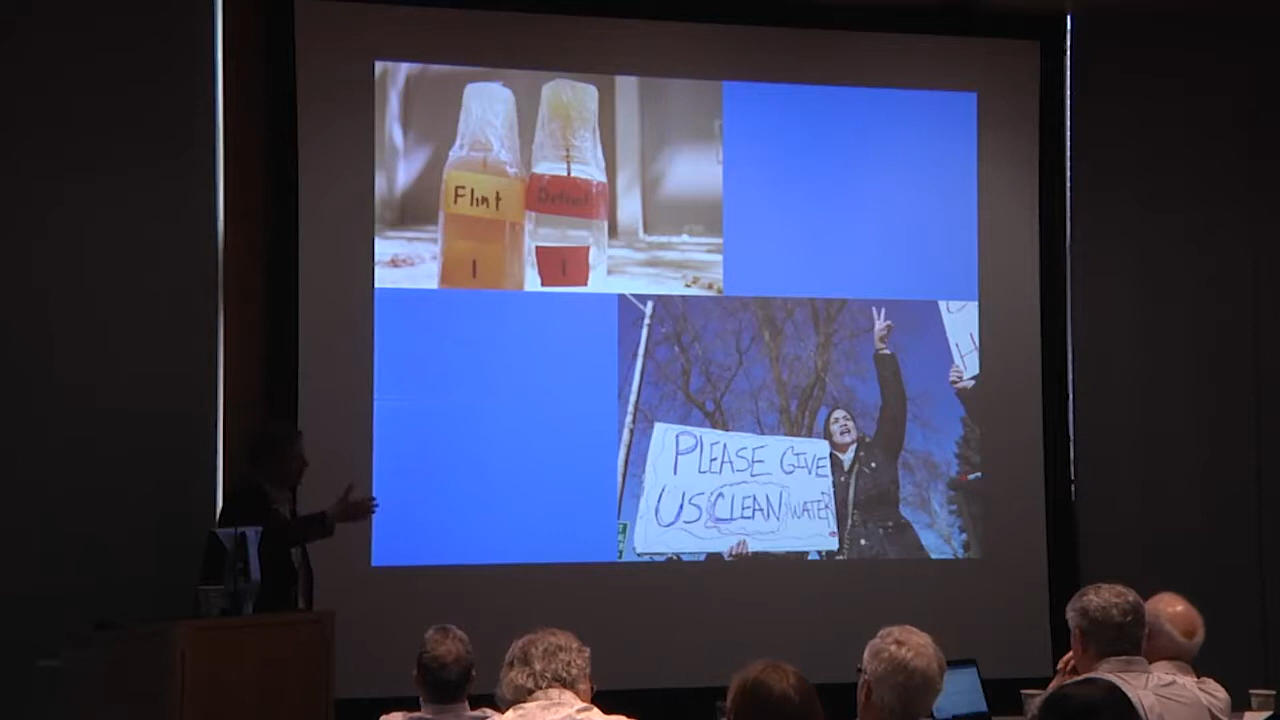 Flint
Detroit
I
I
PLEASE GIVE
US CLEAN WATER
H